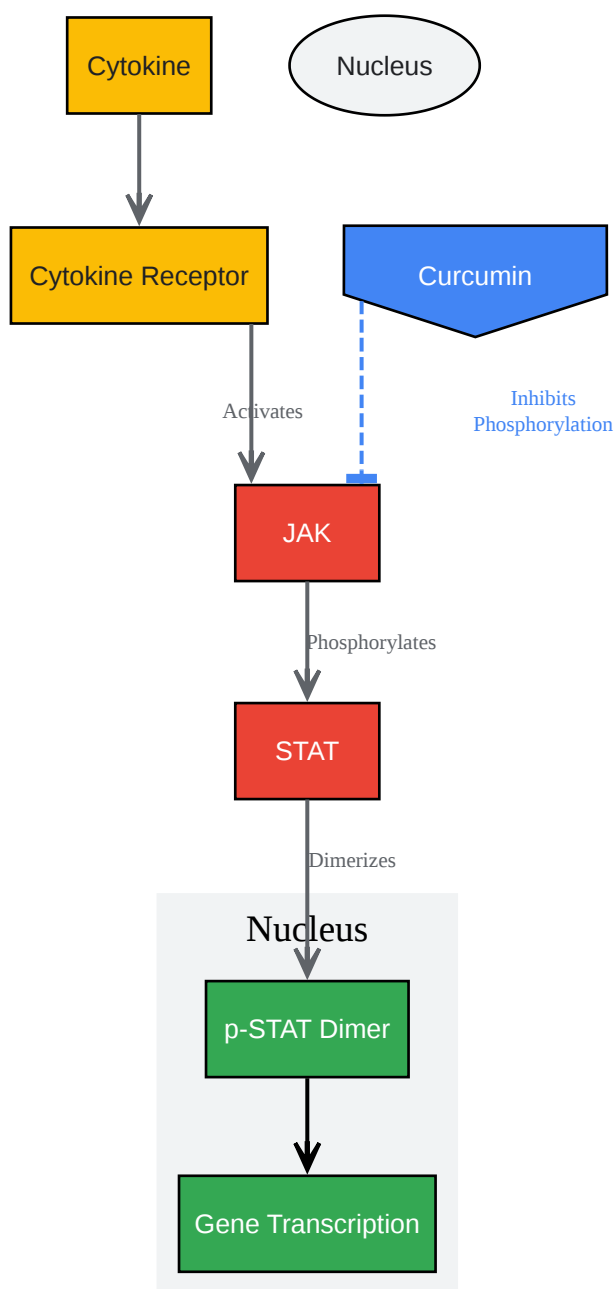 Cytokine
Nucleus
Cytokine Receptor
Curcumin
Activates
Inhibits
Phosphorylation
JAK
Phosphorylates
STAT
Dimerizes
Nucleus
p-STAT Dimer
Gene Transcription